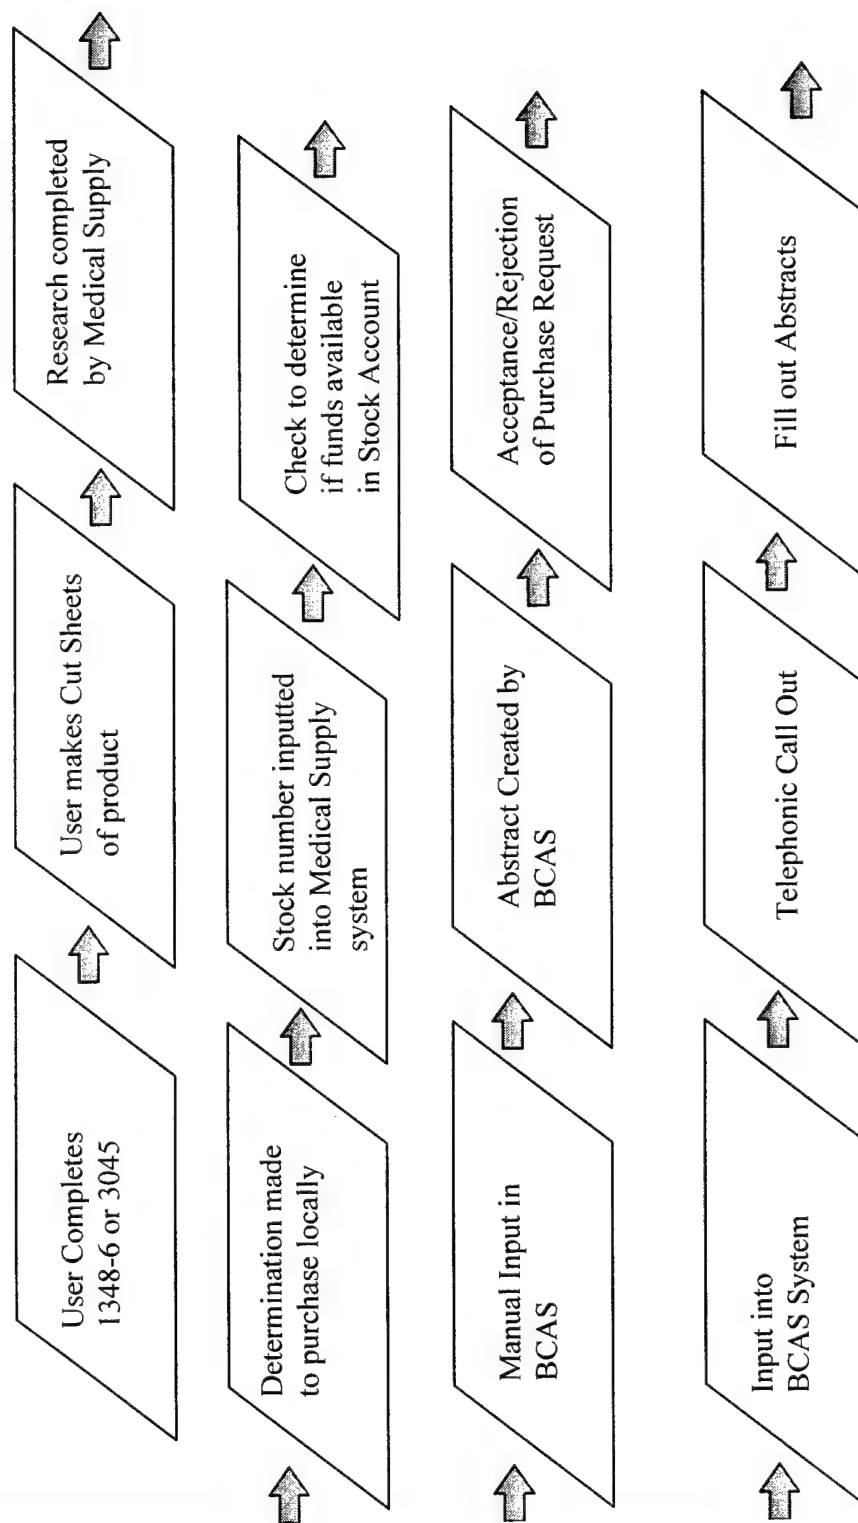 User Completes
1348-6 or 3045
User makes Cut Sheets
of product
Research completed
by Medical Supply
Determination made
to purchase locally
Stock number inputted
into Medical Supply
system
Check to determine
if funds available
in Stock Account
Manual Input in
BCAS
Abstract Created by
BCAS
Acceptance/Rejection
of Purchase Request
Input into
BCAS System
Telephonic Call Out
Fill out Abstracts